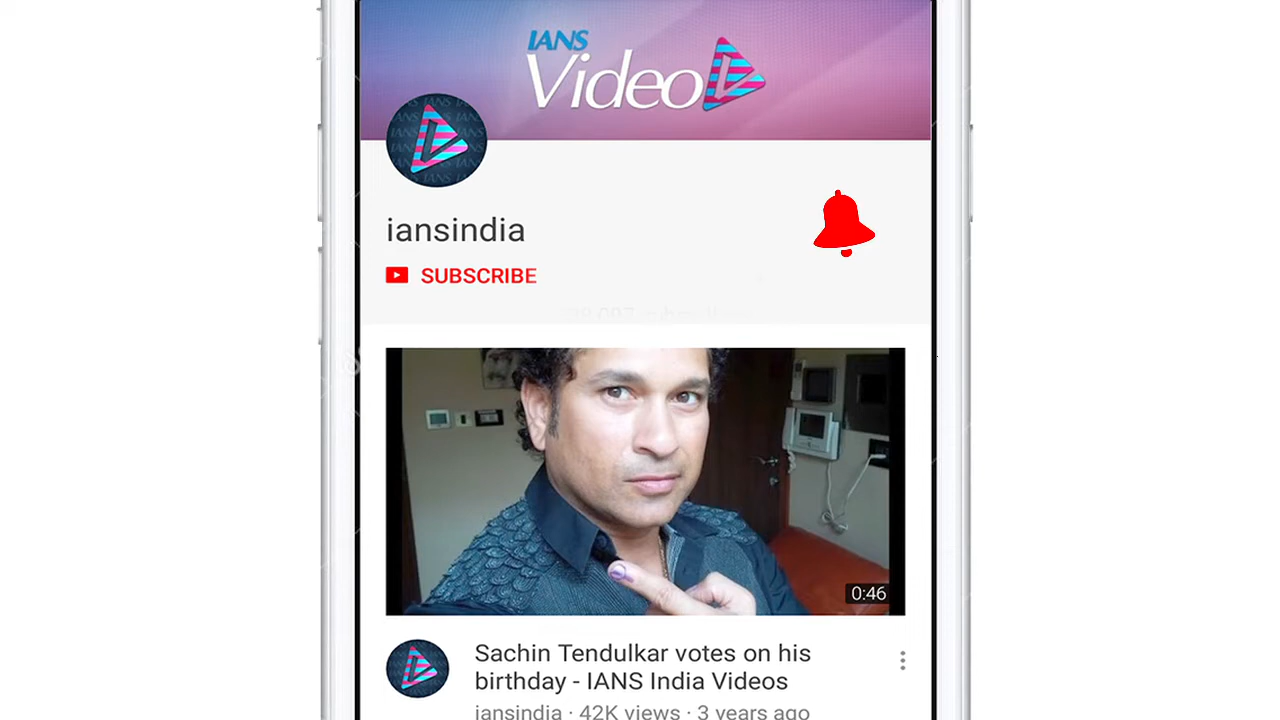 IANS
Video
iansindia
SUBSCRIBE
0:46
Sachin Tendulkar votes on his
birthday - IANS India Videos
iansindia · 42K views · 3 years ago